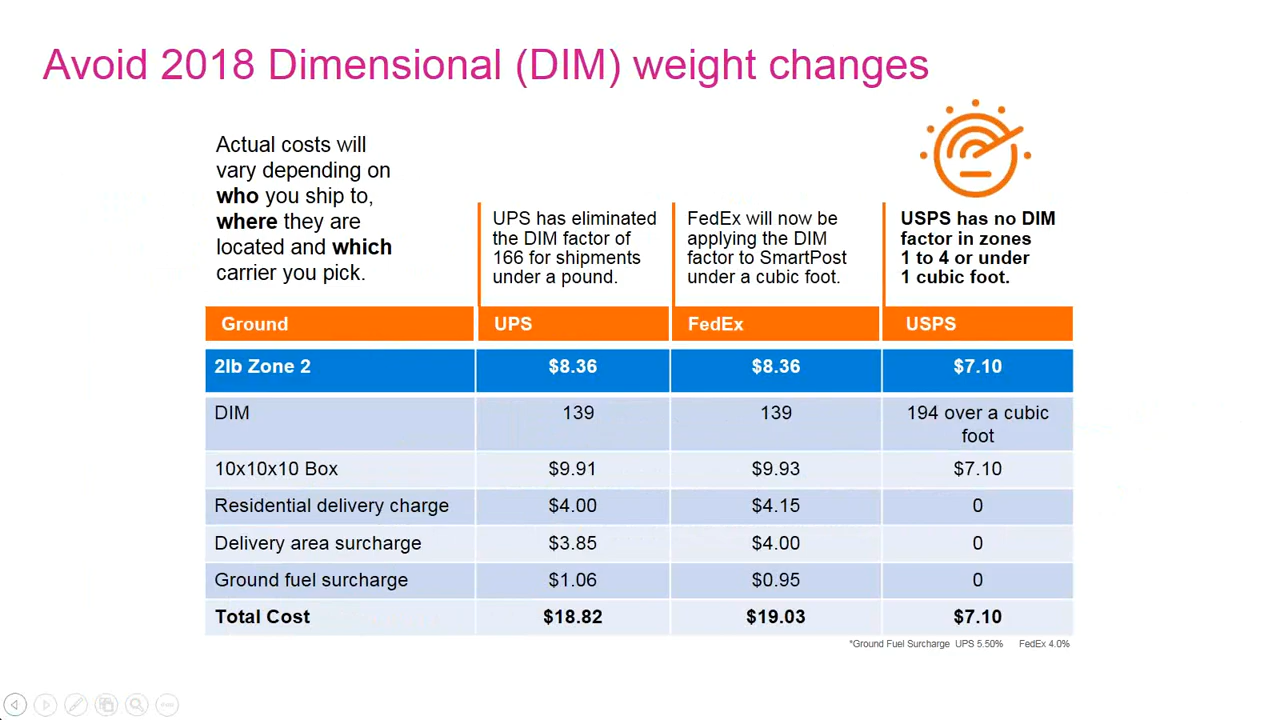 Avoid 2018 Dimensional (DIM) weight changes
Actual costs will
vary depending on
who you ship to,
where they are
located and which
carrier you pick.
UPS has eliminated
the DIM factor of
166 for shipments
under a pound.
FedEx will now be
applying the DIM
factor to SmartPost
under a cubic foot.
USPS has no DIM
factor in zones
1 to 4 or under
1 cubic foot.
Ground UPS FedEx USPS
2lb Zone 2 $8.36 $8.36 $7.10
DIM 139 139 194 over a cubic
foot
10x10x10 Box $9.91 $9.93 $7.10
Residential delivery charge $4.00 $4.15 0
Delivery area surcharge $3.85 $4.00 0
Ground fuel surcharge $1.06 $0.95 0
Total Cost $18.82 $19.03 $7.10
*Ground Fuel Surcharge UPS 5.50% FedEx 4.0%